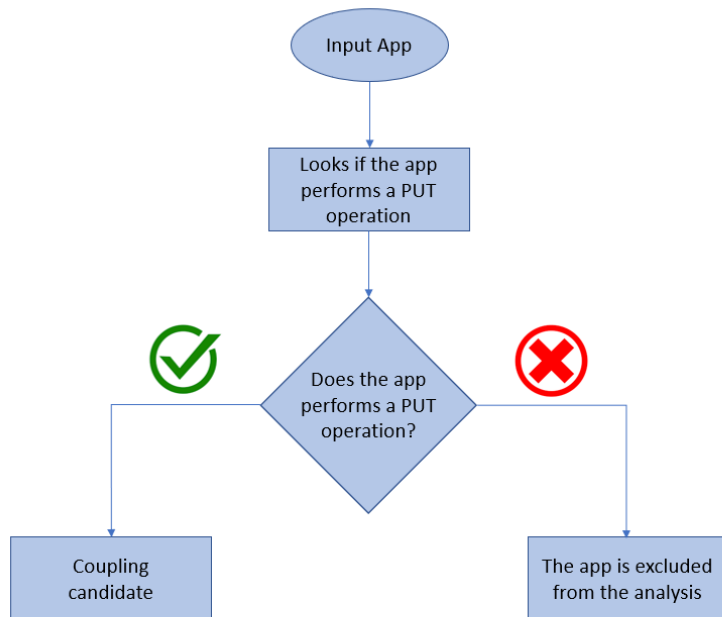 Input App
Looks if the app
performs a PUT
operation
Does the app
performs a PUT
operation?
Coupling
candidate
The app is excluded
from the analysis